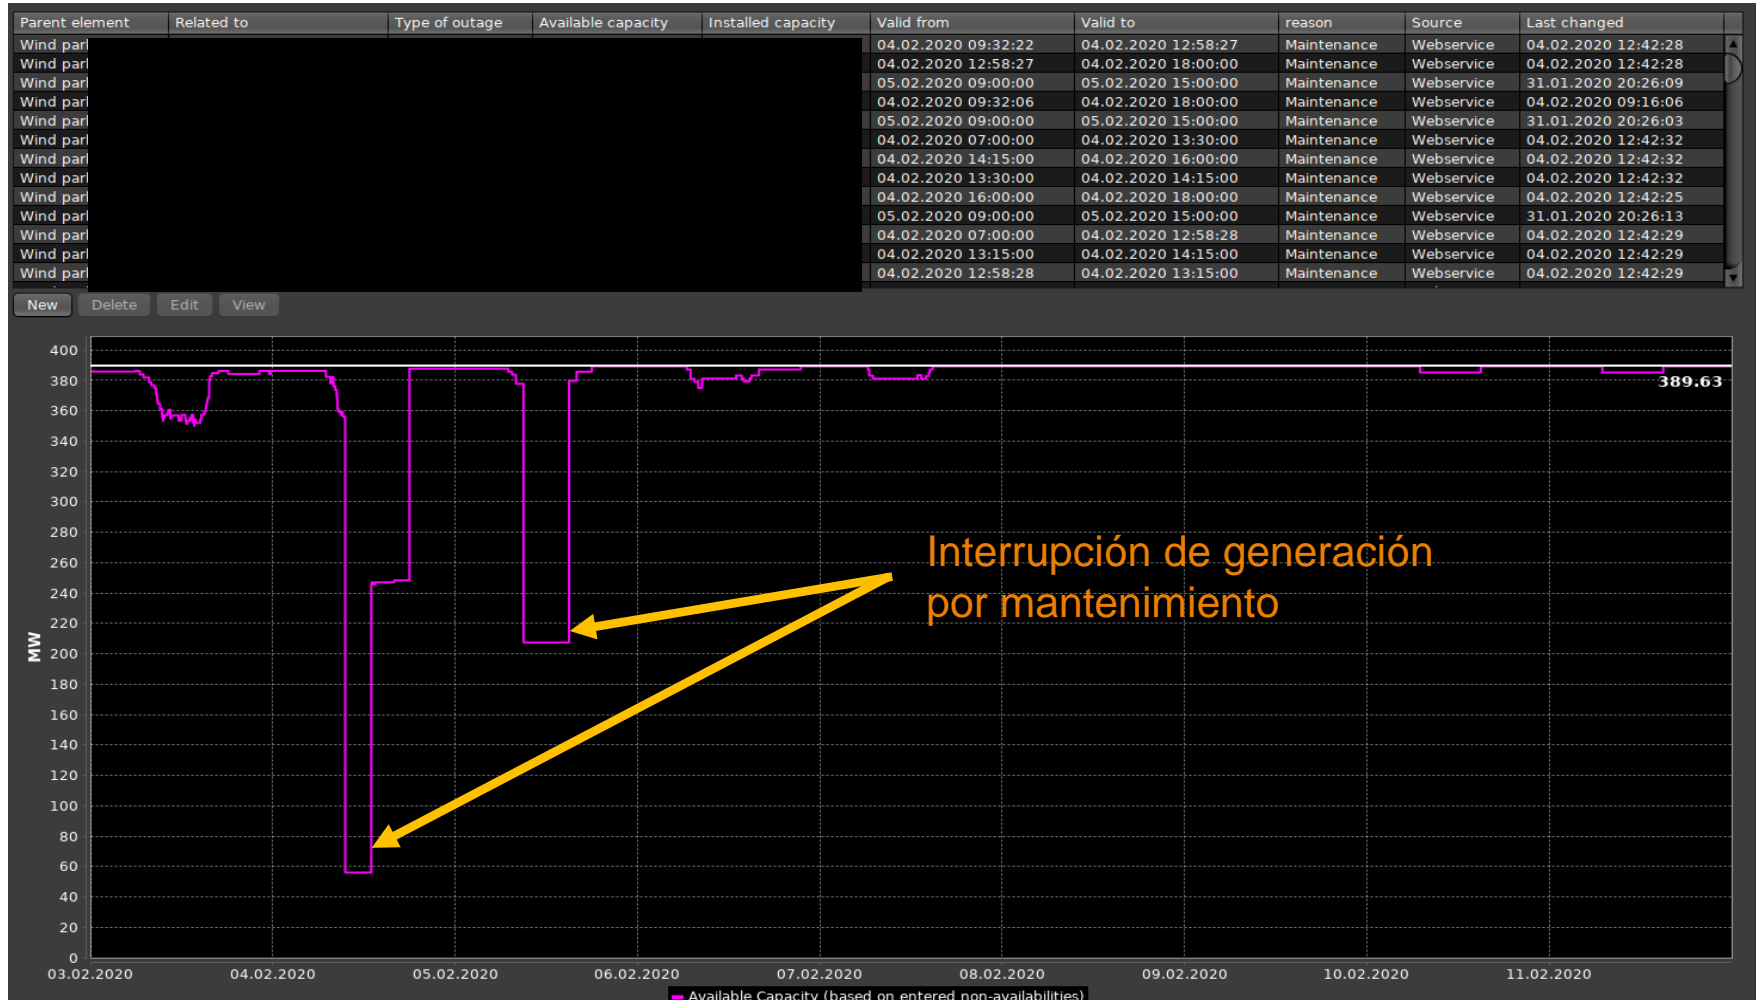 Parent element Related to Type of outage Available capacity Installed capacity Valid from Valid to reason Source Last changed
Wind park 04.02.2020 09:32:22 04.02.2020 12:58:27 Maintenance Webservice 04.02.2020 12:42:28
Wind park 04.02.2020 12:58:27 04.02.2020 18:00:00 Maintenance Webservice 04.02.2020 12:42:28
Wind park 05.02.2020 09:00:00 05.02.2020 15:00:00 Maintenance Webservice 31.01.2020 20:26:09
Wind park 04.02.2020 09:32:06 04.02.2020 18:00:00 Maintenance Webservice 04.02.2020 09:16:06
Wind park 05.02.2020 09:00:00 05.02.2020 15:00:00 Maintenance Webservice 31.01.2020 20:26:03
Wind park 04.02.2020 07:00:00 04.02.2020 13:30:00 Maintenance Webservice 04.02.2020 12:42:32
Wind park 04.02.2020 14:15:00 04.02.2020 16:00:00 Maintenance Webservice 04.02.2020 12:42:32
Wind park 04.02.2020 13:30:00 04.02.2020 14:15:00 Maintenance Webservice 04.02.2020 12:42:32
Wind park 04.02.2020 16:00:00 04.02.2020 18:00:00 Maintenance Webservice 04.02.2020 12:42:25
Wind park 05.02.2020 09:00:00 05.02.2020 15:00:00 Maintenance Webservice 31.01.2020 20:26:13
Wind park 04.02.2020 07:00:00 04.02.2020 12:58:28 Maintenance Webservice 04.02.2020 12:42:29
Wind park 04.02.2020 13:15:00 04.02.2020 14:15:00 Maintenance Webservice 04.02.2020 12:42:29
Wind park 04.02.2020 12:58:28 04.02.2020 13:15:00 Maintenance Webservice 04.02.2020 12:42:29
New Delete Edit View
400
380
389.63
360
340
320
300
280
260
240
220
200
180
160
140
120
100
80
60
40
20
0
MW
Interrupción de generación
por mantenimiento
03.02.2020 04.02.2020 05.02.2020 06.02.2020 07.02.2020 08.02.2020 09.02.2020 10.02.2020 11.02.2020
Available Capacity (based on entered non-availabilities)